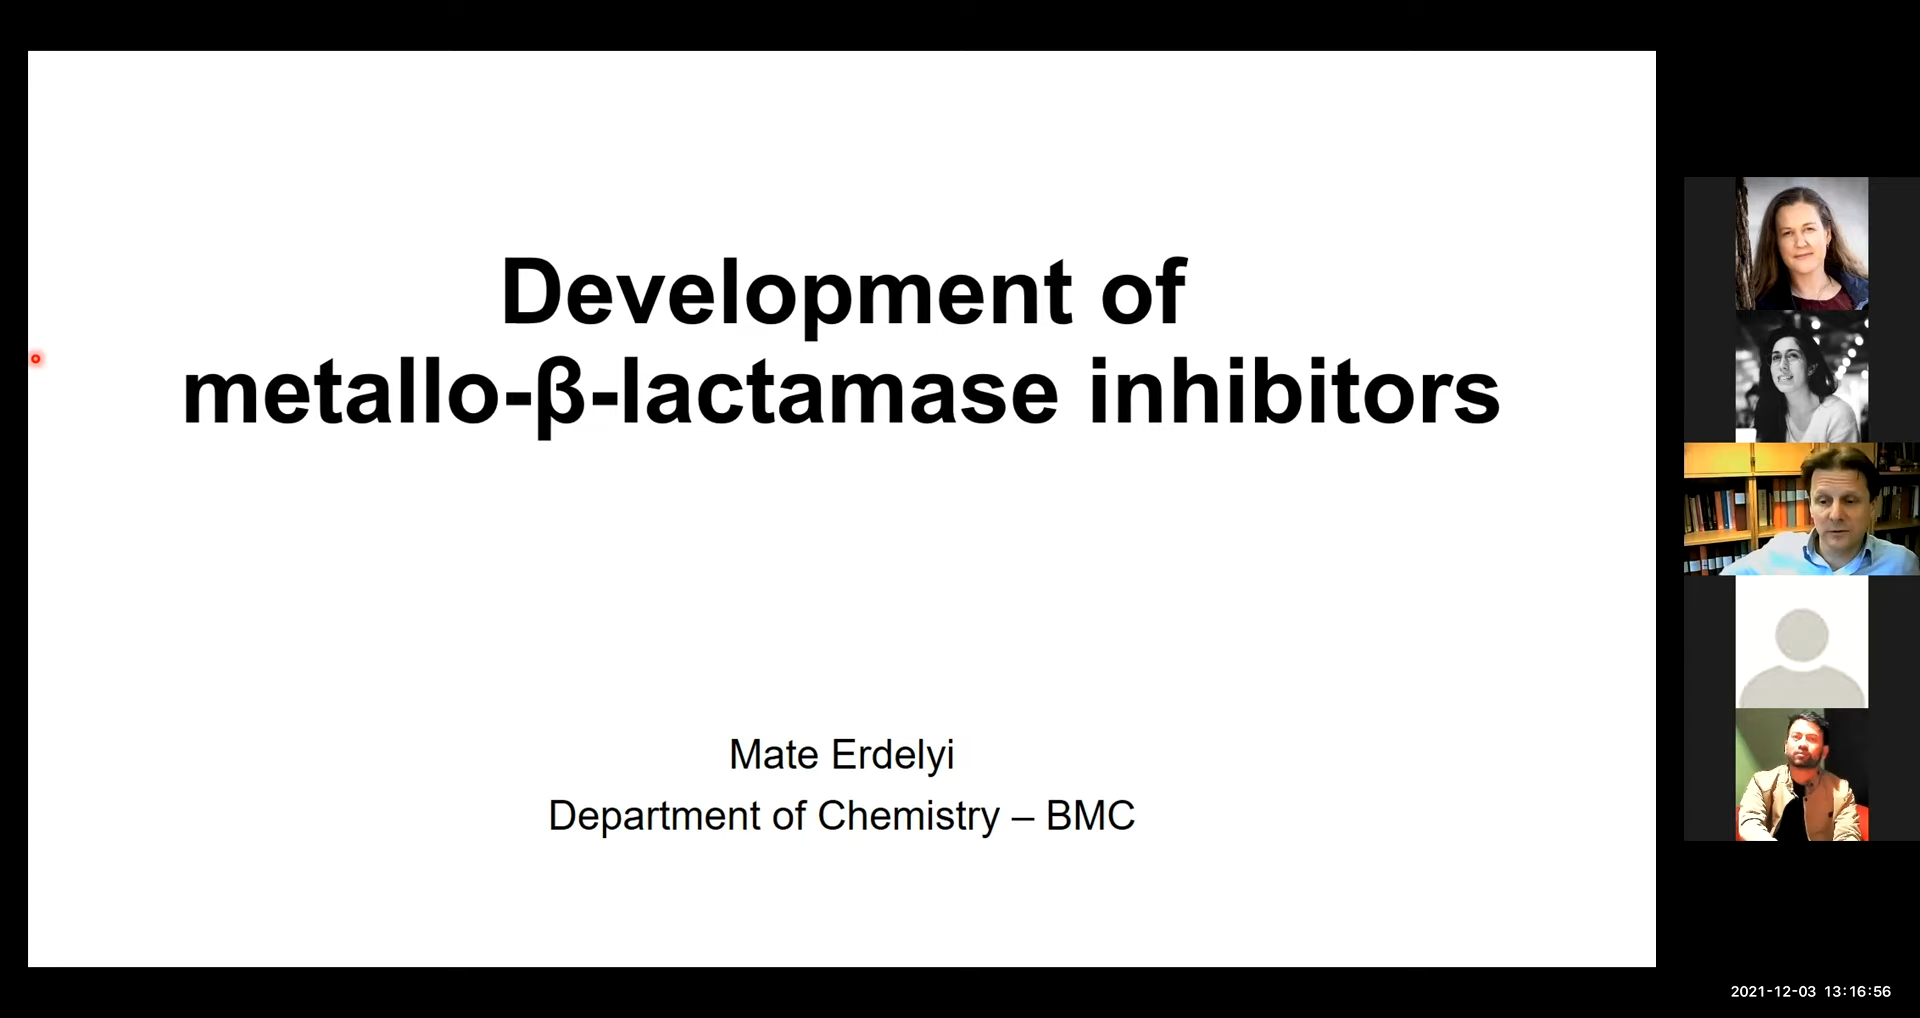 Development of
metallo-β-lactamase inhibitors
Mate Erdelyi
Department of Chemistry – BMC
2021-12-03 13:16:56